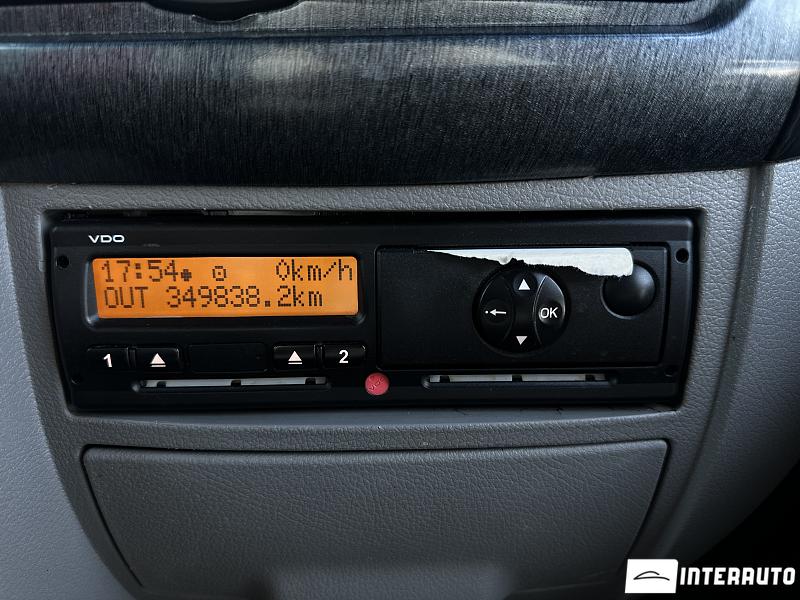 VDO
17:54 0km/h
OUT 349838.2km
1 2
OK
INTERAUTO